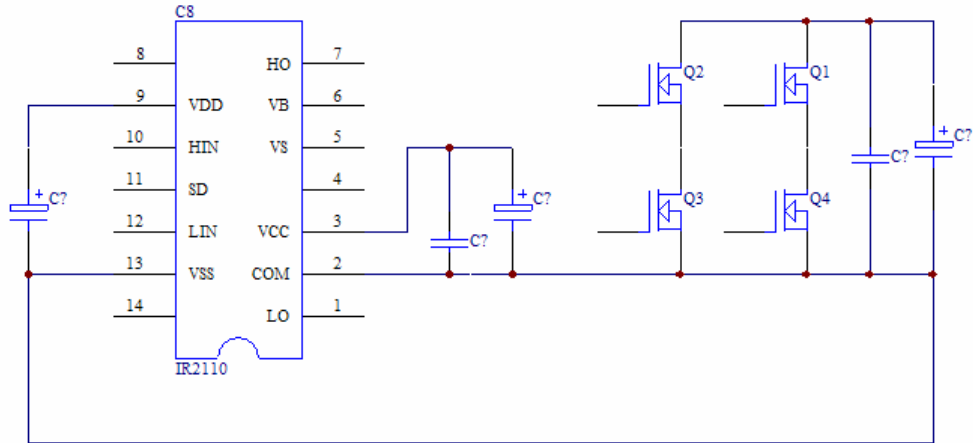 C8
8 HO 7
9 VDD VB 6
10 HIN VS 5
11 SD 4
12 LIN VCC 3
13 VSS COM 2
14 LO 1
IR2110
+ C?
C?
+ C?
Q2 Q1
Q3 Q4
C?
+ C?